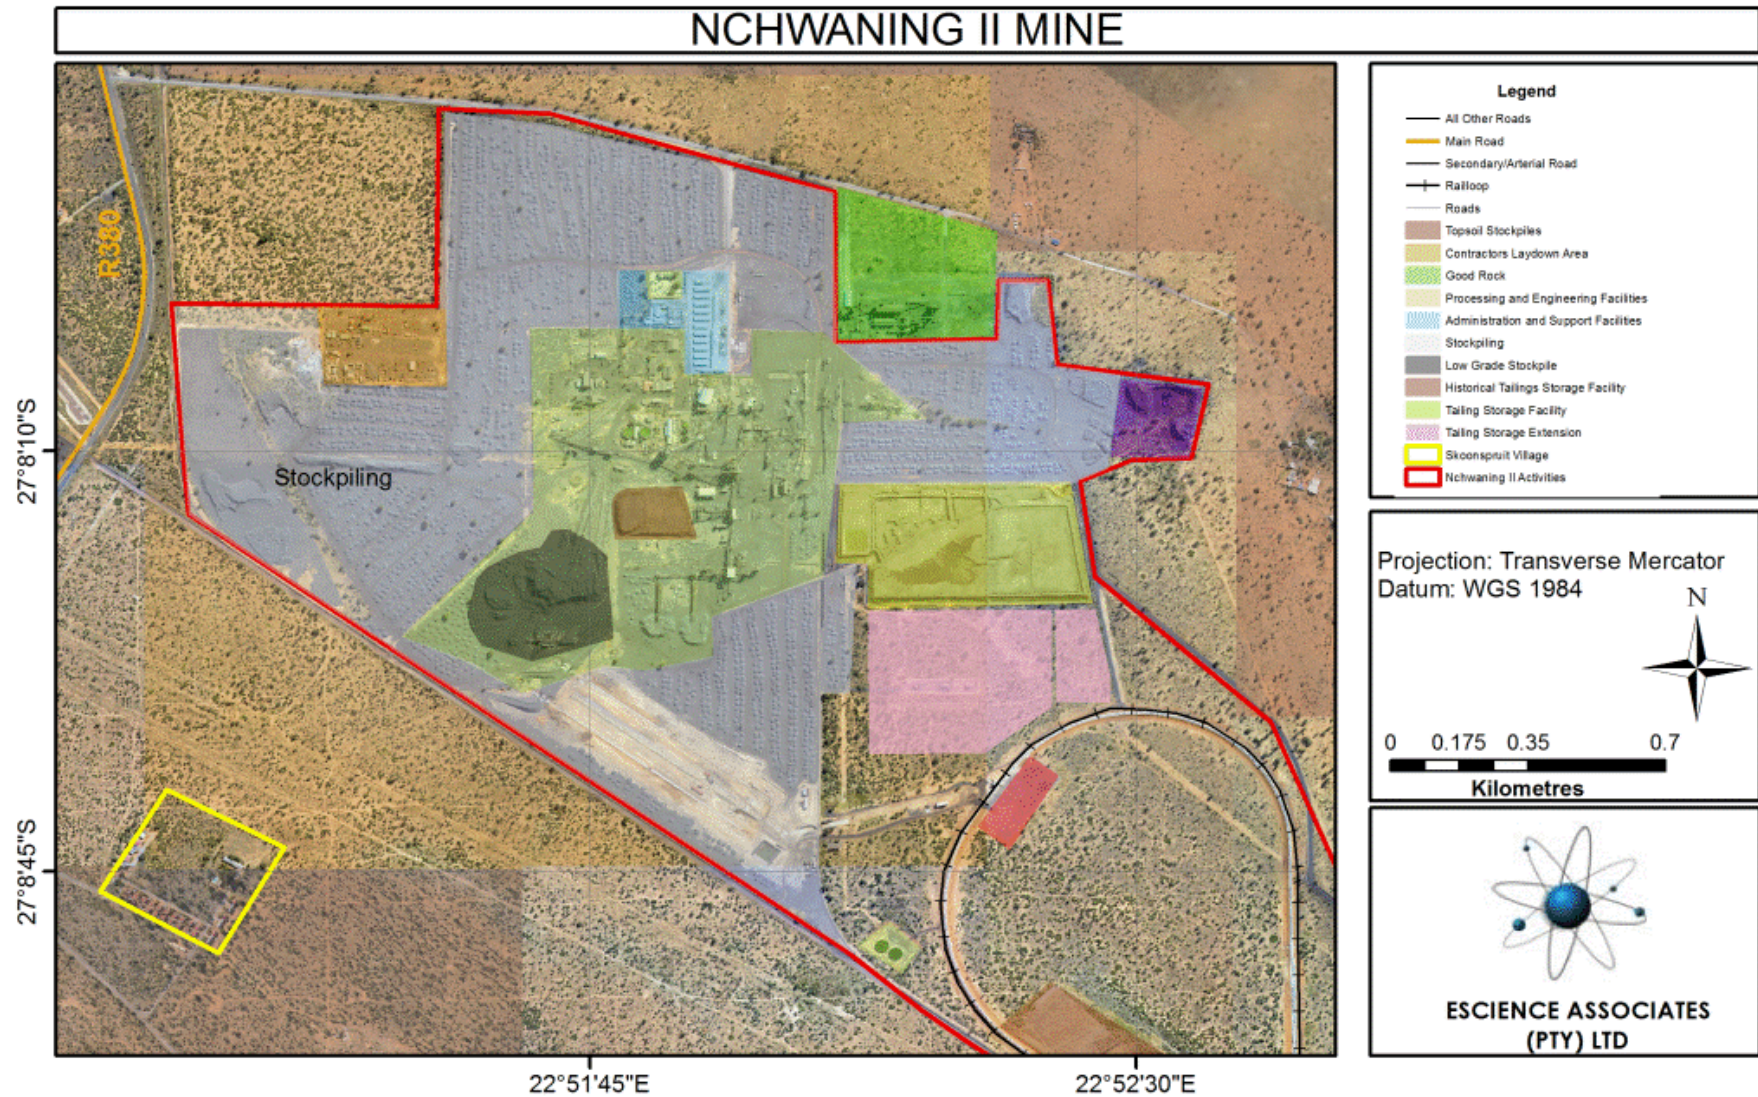 NCHWANING II MINE
R380
Stockpiling
27°8'10"S
27°8'45"S
22°51'45"E
22°52'30"E
Legend
All Other Roads
Main Road
Secondary/Arterial Road
Railloop
Roads
Topsoil Stockpiles
Contractors Laydown Area
Good Rock
Processing and Engineering Facilities
Administration and Support Facilities
Stockpiling
Low Grade Stockpile
Historical Tailings Storage Facility
Tailing Storage Facility
Tailing Storage Extension
Skoonspruit Village
Nchwaning II Activities
Projection: Transverse Mercator
Datum: WGS 1984
N
0 0.175 0.35 0.7
Kilometres
ESCIENCE ASSOCIATES
(PTY) LTD